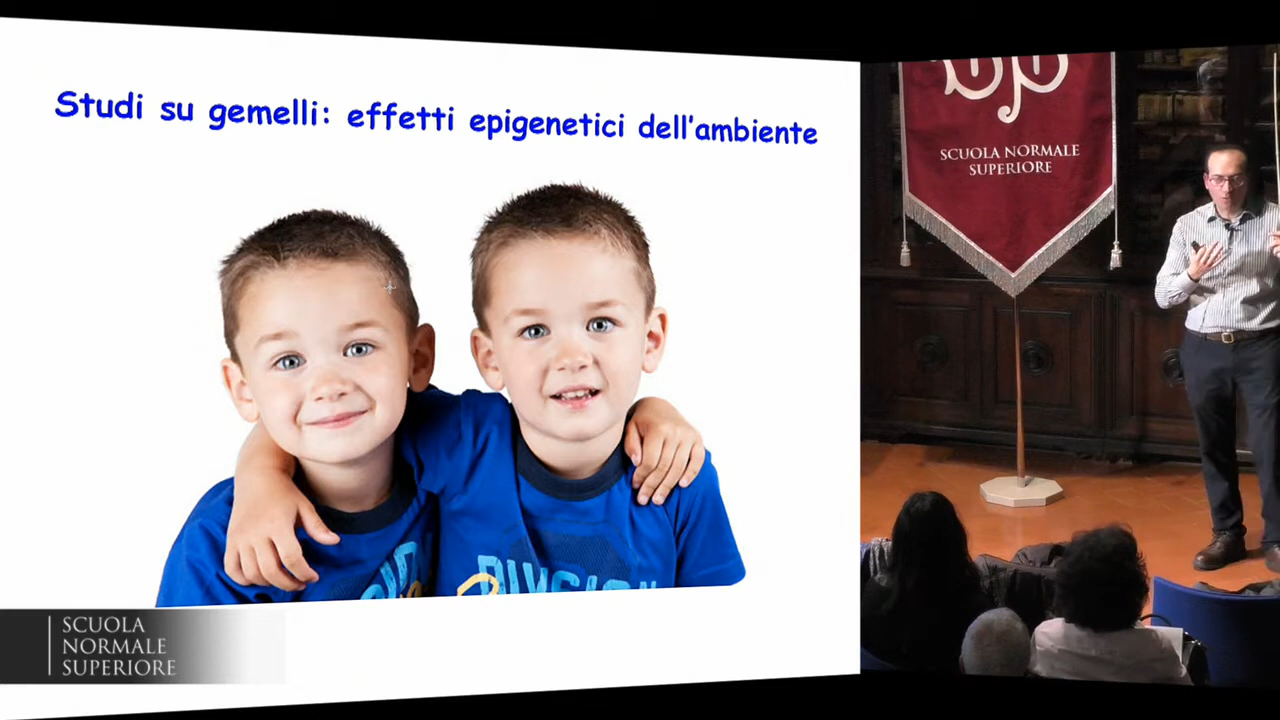 Studi su gemelli: effetti epigenetici dell'ambiente
SCUOLA NORMALE
SUPERIORE
SCUOLA
NORMALE
SUPERIORE